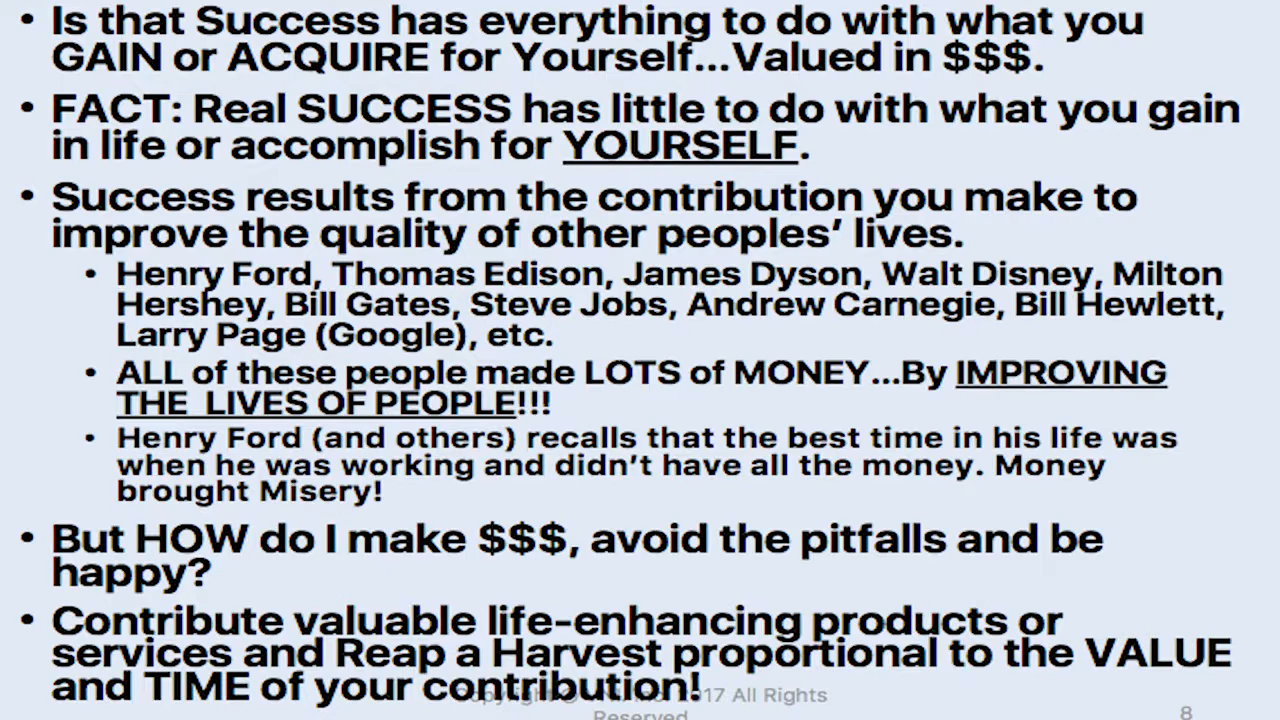 • Is that Success has everything to do with what you
GAIN or ACQUIRE for Yourself...Valued in $$$.
• FACT: Real SUCCESS has little to do with what you gain
in life or accomplish for YOURSELF.
• Success results from the contribution you make to
improve the quality of other peoples’ lives.
• Henry Ford, Thomas Edison, James Dyson, Walt Disney, Milton
Hershey, Bill Gates, Steve Jobs, Andrew Carnegie, Bill Hewlett,
Larry Page (Google), etc.
• ALL of these people made LOTS of MONEY...By IMPROVING
THE LIVES OF PEOPLE!!!
• Henry Ford (and others) recalls that the best time in his life was
when he was working and didn’t have all the money. Money
brought Misery!
• But HOW do I make $$$, avoid the pitfalls and be
happy?
• Contribute valuable life-enhancing products or
services and Reap a Harvest proportional to the VALUE
and TIME of your contribution!
Copyright © 2017 All Rights
Reserved
8